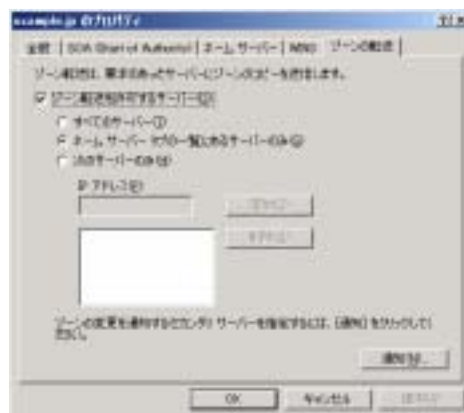 example.jp のプロパティ
全般 SOA (Start of Authority) ネーム サーバー WINS ゾーンの転送
ゾーン転送は、要求のあったサーバーにゾーンのコピーを送信します。
ゾーン転送を許可するサーバー(O)
すべてのサーバー(T)
ネーム サーバー タブの一覧にあるサーバーのみ(S)
次のサーバーのみ(H)
IP アドレス(P)
ゾーンの変更を通知するセカンダリ サーバーを指定するには、[通知] をクリックして
ください。
通知(N)...
OK キャンセル